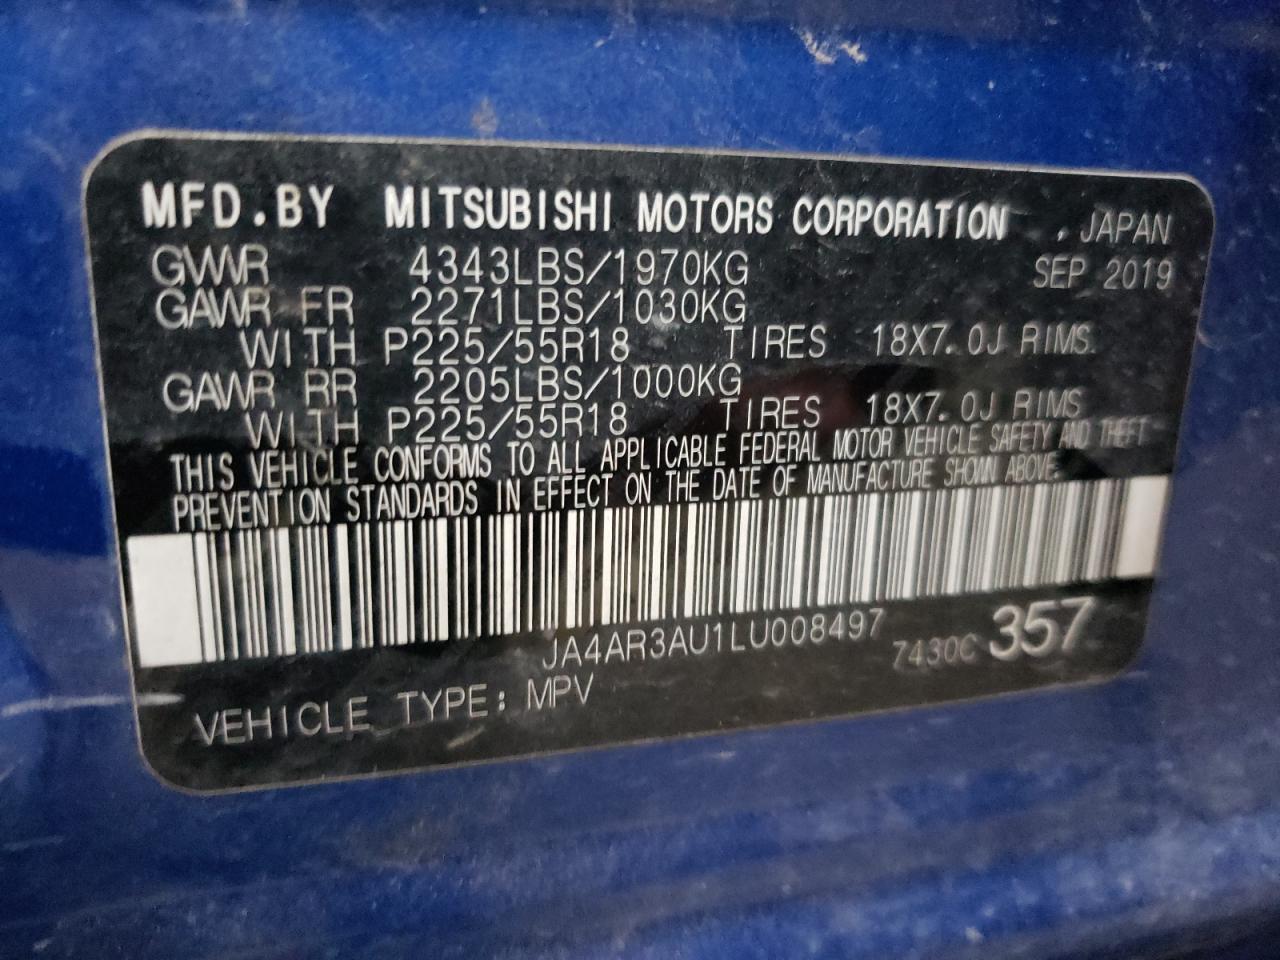 MFD.BY MITSUBISHI MOTORS CORPORATION , JAPAN
GVWR 4343LBS/1970KG SEP 2019
GAWR FR 2271LBS/1030KG
WITH P225/55R18 TIRES 18X7.0J RIMS.
GAWR RR 2205LBS/1000KG
WITH P225/55R18 TIRES 18X7.0J RIMS
THIS VEHICLE CONFORMS TO ALL APPLICABLE FEDERAL MOTOR VEHICLE SAFETY AND THEFT
PREVENTION STANDARDS IN EFFECT ON THE DATE OF MANUFACTURE SHOWN ABOVE.
JA4AR3AU1LU008497 7430C 357
VEHICLE TYPE: MPV